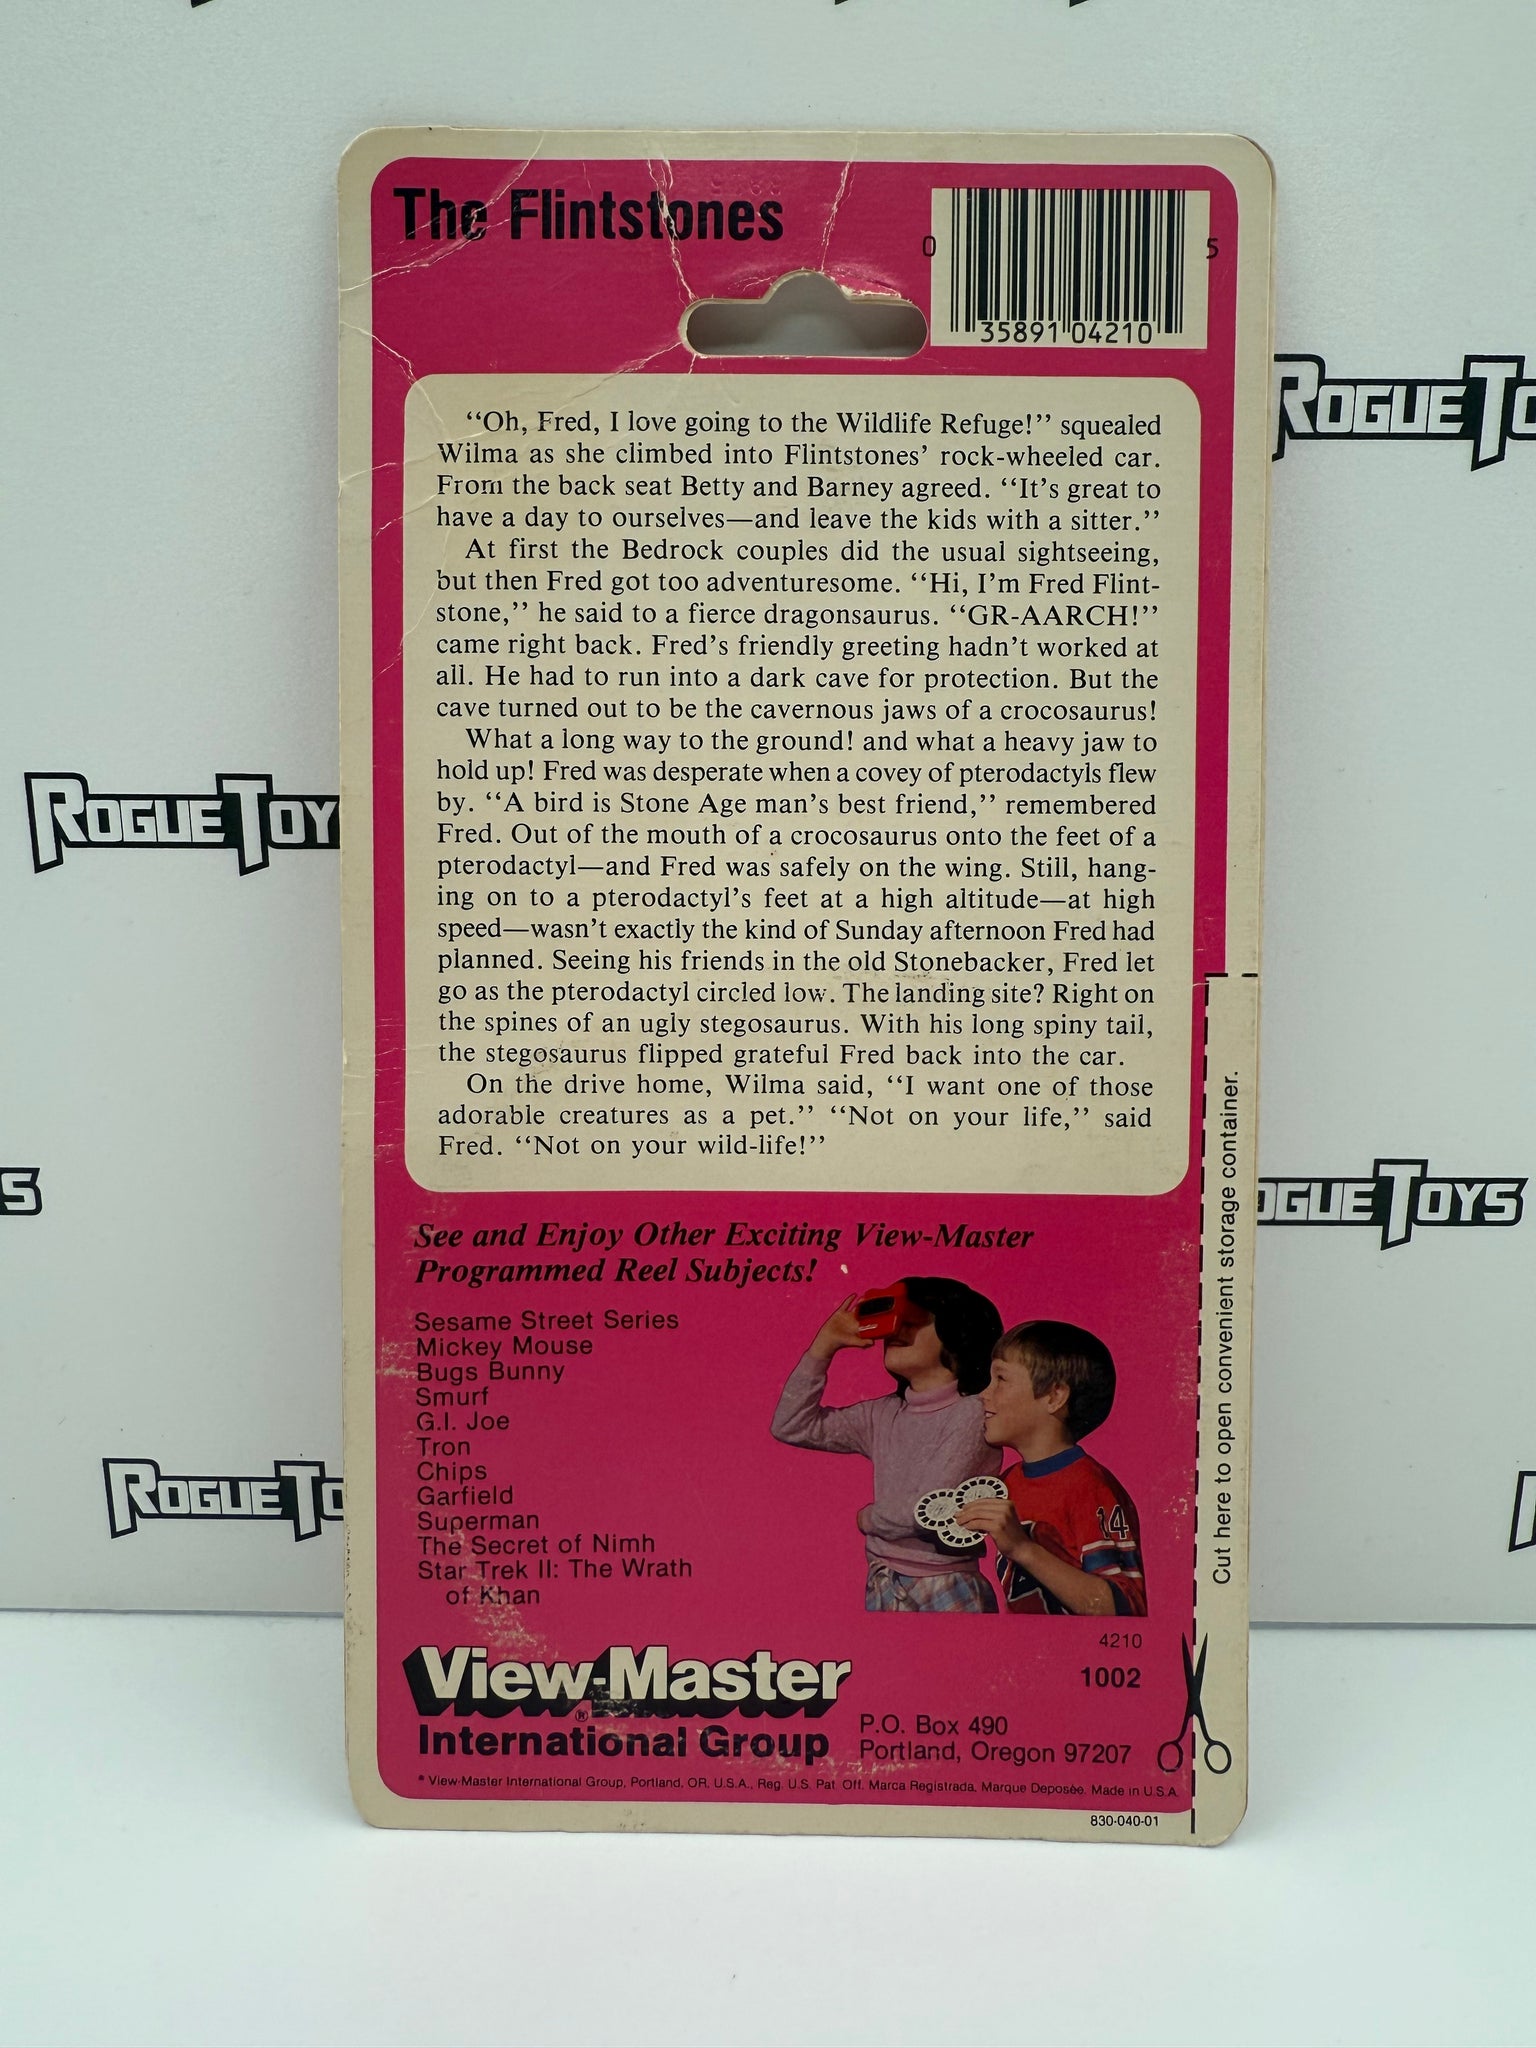 The Flintstones
0 35891 04210 5
“Oh, Fred, I love going to the Wildlife Refuge!” squealed
Wilma as she climbed into Flintstones’ rock-wheeled car.
From the back seat Betty and Barney agreed. “It’s great to
have a day to ourselves—and leave the kids with a sitter.”
At first the Bedrock couples did the usual sightseeing,
but then Fred got too adventuresome. “Hi, I’m Fred Flint-
stone,” he said to a fierce dragonsaurus. “GR-AARCH!”
came right back. Fred’s friendly greeting hadn’t worked at
all. He had to run into a dark cave for protection. But the
cave turned out to be the cavernous jaws of a crocosaurus!
What a long way to the ground! and what a heavy jaw to
hold up! Fred was desperate when a covey of pterodactyls flew
by. “A bird is Stone Age man’s best friend,” remembered
Fred. Out of the mouth of a crocosaurus onto the feet of a
pterodactyl—and Fred was safely on the wing. Still, hang-
ing on to a pterodactyl’s feet at a high altitude—at high
speed—wasn’t exactly the kind of Sunday afternoon Fred had
planned. Seeing his friends in the old Stonebacker, Fred let
go as the pterodactyl circled low. The landing site? Right on
the spines of an ugly stegosaurus. With his long spiny tail,
the stegosaurus flipped grateful Fred back into the car.
On the drive home, Wilma said, “I want one of those
adorable creatures as a pet.” “Not on your life,” said
Fred. “Not on your wild-life!”
See and Enjoy Other Exciting View-Master
Programmed Reel Subjects!
Sesame Street Series
Mickey Mouse
Bugs Bunny
Smurf
G.I. Joe
Tron
Chips
Garfield
Superman
The Secret of Nimh
Star Trek II: The Wrath
of Khan
14
Cut here to open convenient storage container.
4210
1002
View-Master
®
International Group
P.O. Box 490
Portland, Oregon 97207
* View-Master International Group, Portland, OR, U.S.A., Reg. U.S. Pat. Off. Marca Registrada. Marque Deposée. Made in U.S.A.
830-040-01
ROGUE TO
ROGUE TOY
S
OGUE TOYS
ROGUE T